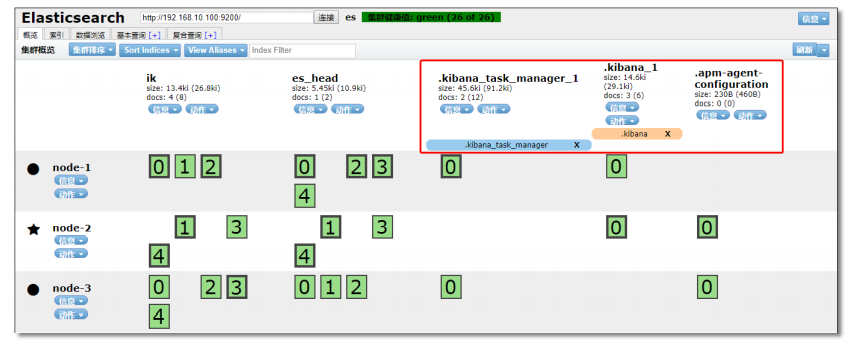 Elasticsearch http://192.168.10.100:9200/ 连接 es 集群健康值: green (26 of 26) 信息
概览 索引 数据浏览 基本查询 [+] 复合查询 [+]
集群概览 集群排序 Sort Indices View Aliases Index Filter 刷新
ik
size: 13.4ki (26.8ki)
docs: 4 (8)
信息 动作
es_head
size: 5.45ki (10.9ki)
docs: 1 (2)
信息 动作
.kibana_task_manager_1
size: 45.6ki (91.2ki)
docs: 2 (12)
信息 动作
.kibana_task_manager X
.kibana_1
size: 14.6ki
(29.1ki)
docs: 3 (6)
信息
动作
.kibana X
.apm-agent-
configuration
size: 230B (460B)
docs: 0 (0)
信息 动作
node-1 0 1 2 0 2 3 0 0
信息
动作 4
node-2 1 3 1 3 0 0
信息
动作 4 4
node-3 0 2 3 0 1 2 0 0
信息
动作 4